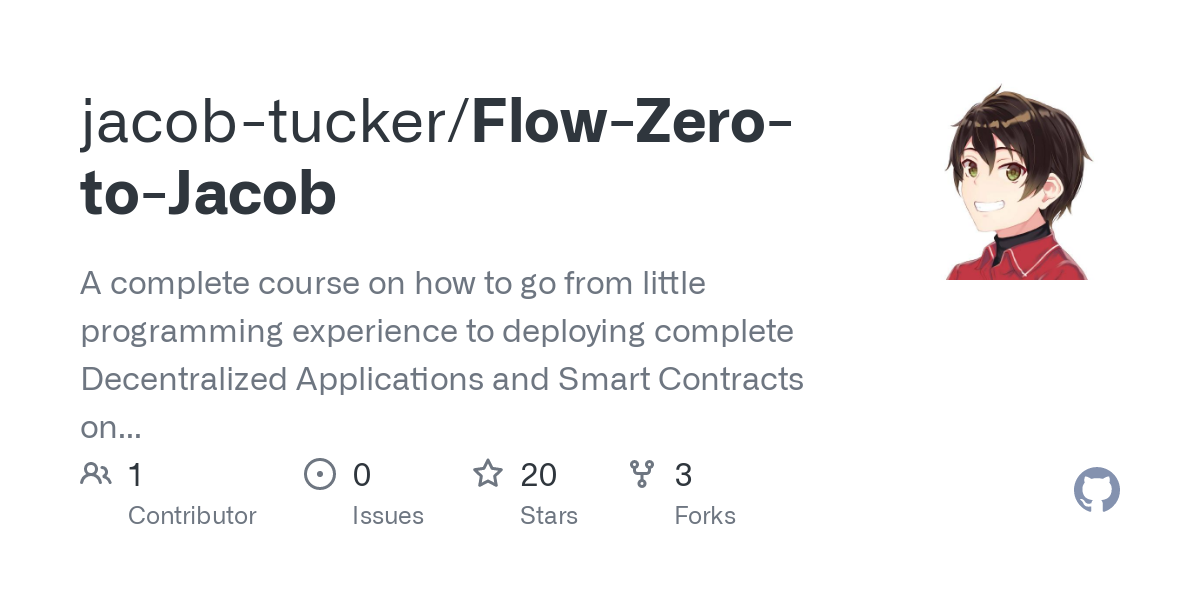 jacob-tucker/Flow-Zero-
to-Jacob
A complete course on how to go from little
programming experience to deploying complete
Decentralized Applications and Smart Contracts
on...
1 0 20 3
Contributor Issues Stars Forks